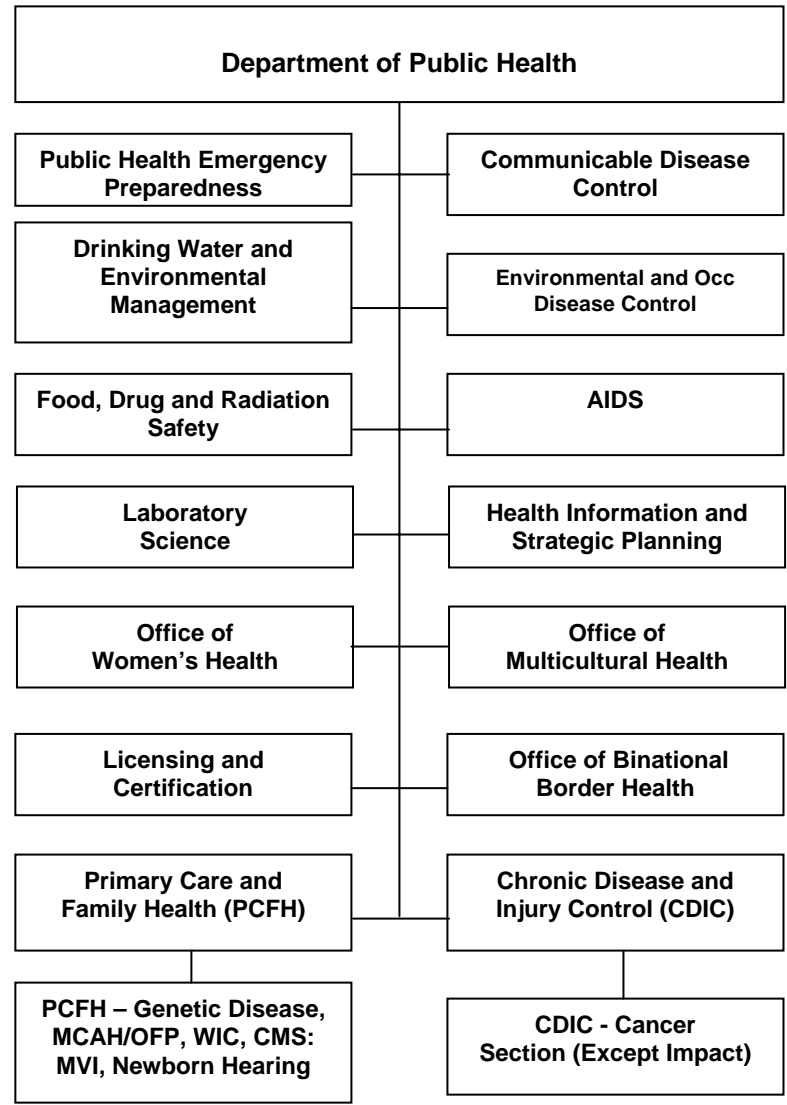 Department of Public Health
Public Health Emergency
Preparedness
Communicable Disease
Control
Drinking Water and
Environmental
Management
Environmental and Occ
Disease Control
Food, Drug and Radiation
Safety
AIDS
Laboratory
Science
Health Information and
Strategic Planning
Office of
Women’s Health
Office of
Multicultural Health
Licensing and
Certification
Office of Binational
Border Health
Primary Care and
Family Health (PCFH)
Chronic Disease and
Injury Control (CDIC)
PCFH – Genetic Disease,
MCAH/OFP, WIC, CMS:
MVI, Newborn Hearing
CDIC - Cancer
Section (Except Impact)